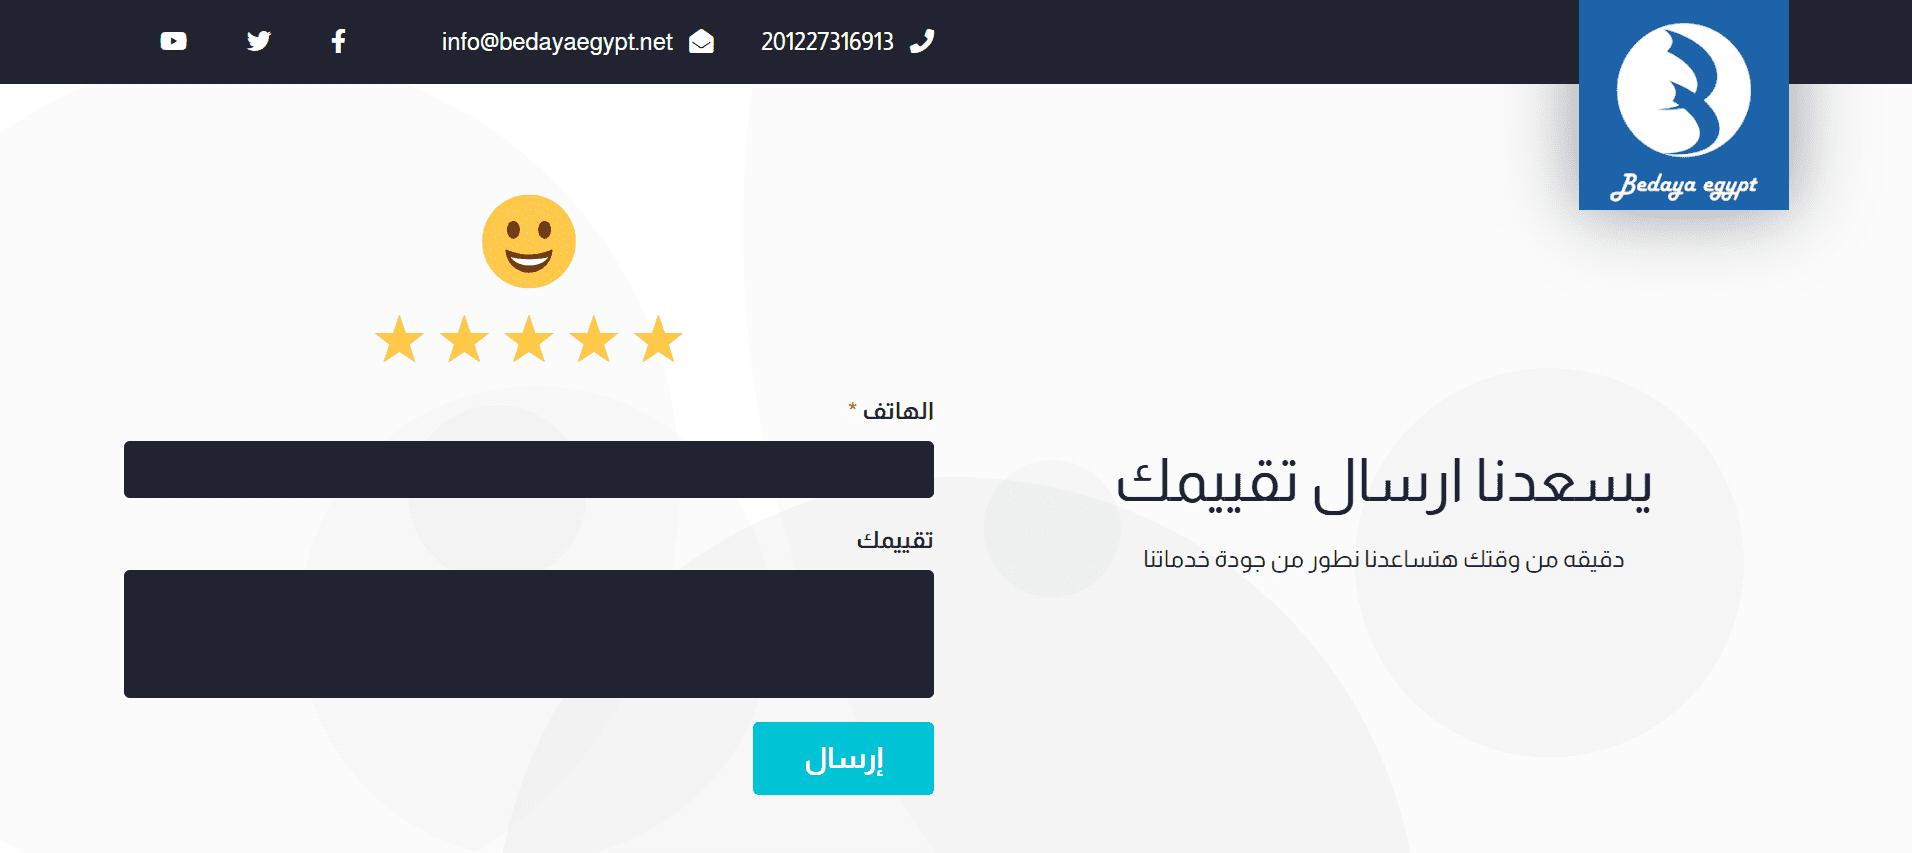 201227316913
info@bedayaegypt.net
Bedaya egypt
يسعدنا ارسال تقييمك
دقيقه من وقتك هتساعدنا نطور من جودة خدماتنا
الهاتف *
تقييمك
إرسال